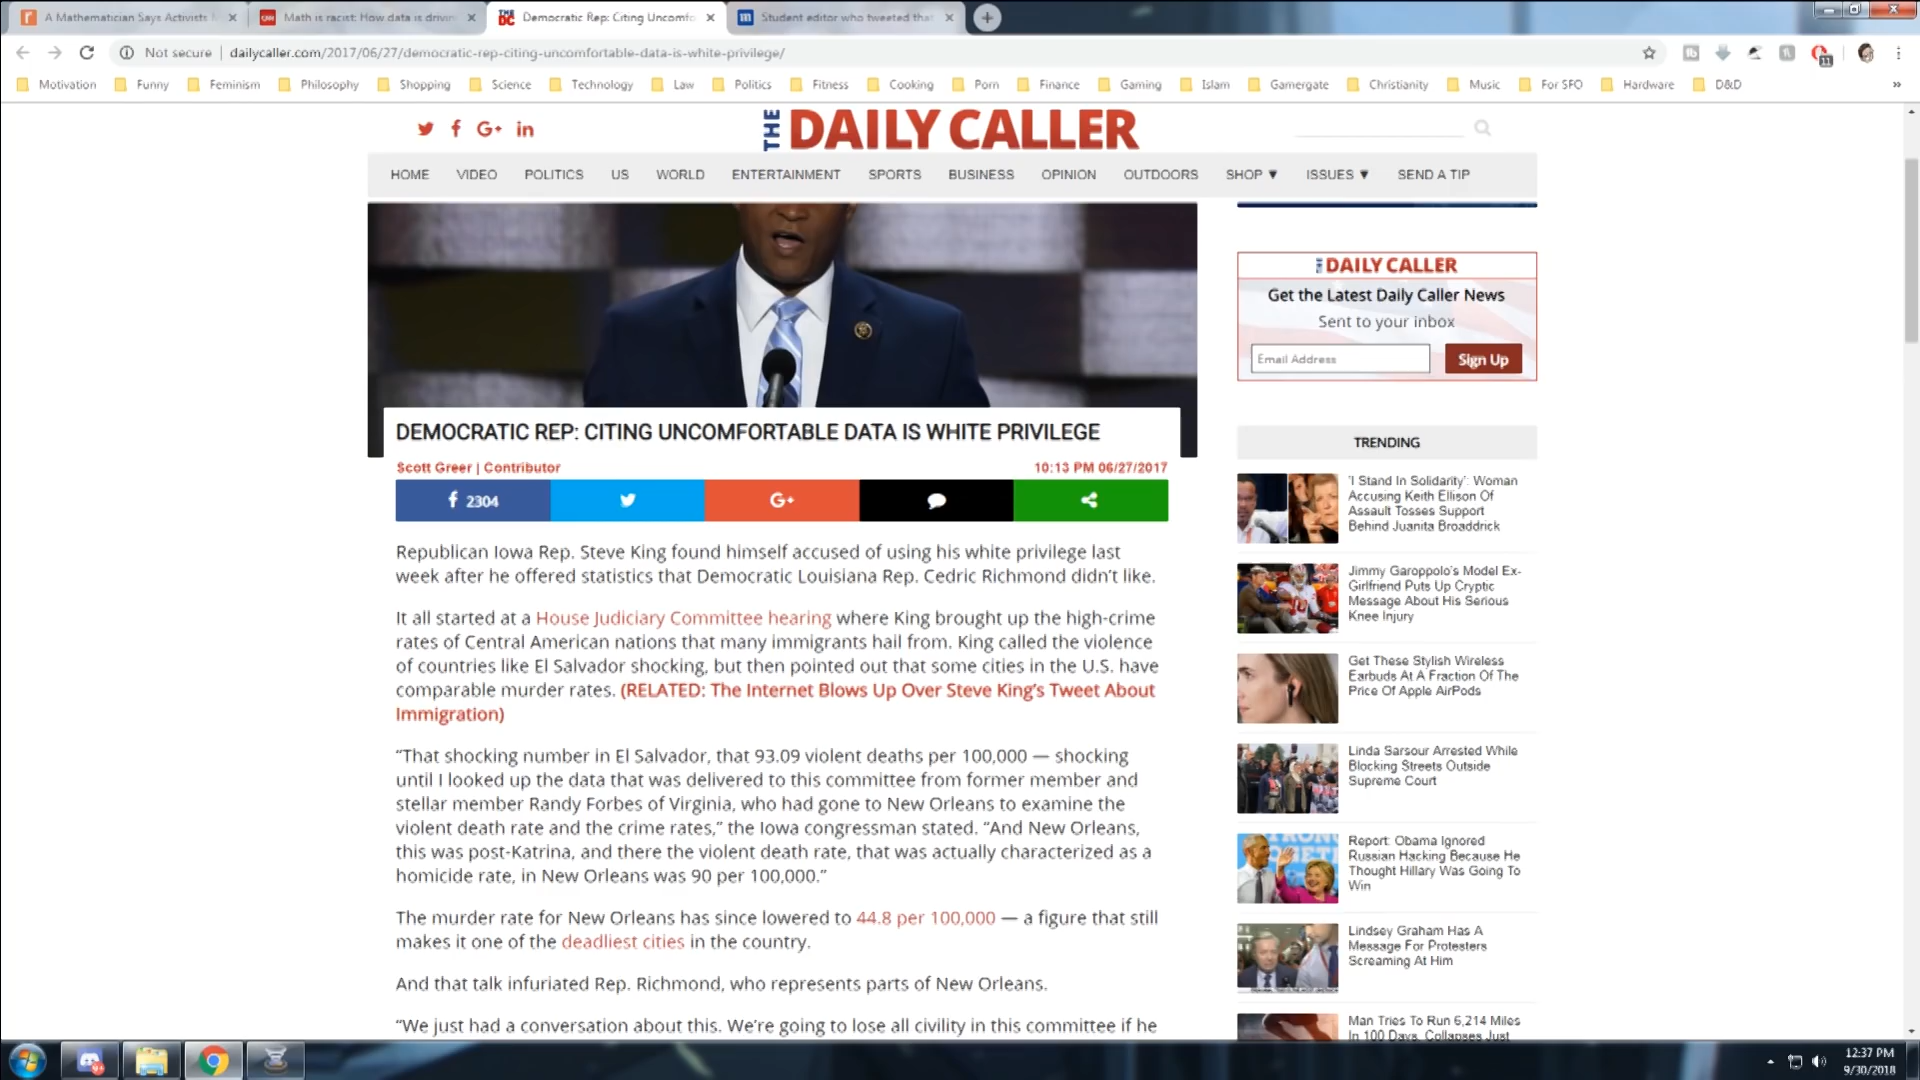 A Mathematician Says Activists
Math is racist: How data is drivin
Democratic Rep: Citing Uncomfo
Student editor who tweeted that
Not secure
dailycaller.com/2017/06/27/democratic-rep-citing-uncomfortable-data-is-white-privilege/
11
Motivation Funny Feminism Philosophy Shopping Science Technology Law Politics Fitness Cooking Porn Finance Gaming Islam Gamergate Christianity Music For SFO Hardware D&D »
THE DAILY CALLER
HOME VIDEO POLITICS US WORLD ENTERTAINMENT SPORTS BUSINESS OPINION OUTDOORS SHOP ▼ ISSUES ▼ SEND A TIP
DEMOCRATIC REP: CITING UNCOMFORTABLE DATA IS WHITE PRIVILEGE
Scott Greer | Contributor
10:13 PM 06/27/2017
2304
Republican Iowa Rep. Steve King found himself accused of using his white privilege last
week after he offered statistics that Democratic Louisiana Rep. Cedric Richmond didn’t like.
It all started at a House Judiciary Committee hearing where King brought up the high-crime
rates of Central American nations that many immigrants hail from. King called the violence
of countries like El Salvador shocking, but then pointed out that some cities in the U.S. have
comparable murder rates. (RELATED: The Internet Blows Up Over Steve King’s Tweet About
Immigration)
“That shocking number in El Salvador, that 93.09 violent deaths per 100,000 — shocking
until I looked up the data that was delivered to this committee from former member and
stellar member Randy Forbes of Virginia, who had gone to New Orleans to examine the
violent death rate and the crime rates,” the Iowa congressman stated. “And New Orleans,
this was post-Katrina, and there the violent death rate, that was actually characterized as a
homicide rate, in New Orleans was 90 per 100,000.”
The murder rate for New Orleans has since lowered to 44.8 per 100,000 — a figure that still
makes it one of the deadliest cities in the country.
And that talk infuriated Rep. Richmond, who represents parts of New Orleans.
“We just had a conversation about this. We’re going to lose all civility in this committee if he
THE DAILY CALLER
Get the Latest Daily Caller News
Sent to your inbox
Email Address
Sign Up
TRENDING
'I Stand In Solidarity': Woman
Accusing Keith Ellison Of
Assault Tosses Support
Behind Juanita Broaddrick
Jimmy Garoppolo's Model Ex-
Girlfriend Puts Up Cryptic
Message About His Serious
Knee Injury
Get These Stylish Wireless
Earbuds At A Fraction Of The
Price Of Apple AirPods
Linda Sarsour Arrested While
Blocking Streets Outside
Supreme Court
Report: Obama Ignored
Russian Hacking Because He
Thought Hillary Was Going To
Win
Lindsey Graham Has A
Message For Protesters
Screaming At Him
Man Tries To Run 6,214 Miles
In 100 Days, Collapses Just
12:37 PM
9/30/2018